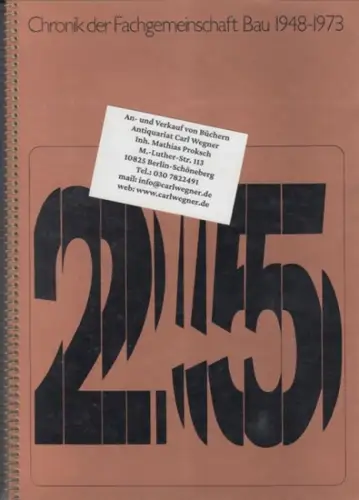 Chronik der Fachgemeinschaft Bau 1948-1973
An- und Verkauf von Büchern
Antiquariat Carl Wegner
Inh. Mathias Proksch
M.-Luther-Str. 113
10825 Berlin-Schöneberg
Tel.: 030 7822491
mail: info@carlwegner.de
web: www.carlwegner.de
25